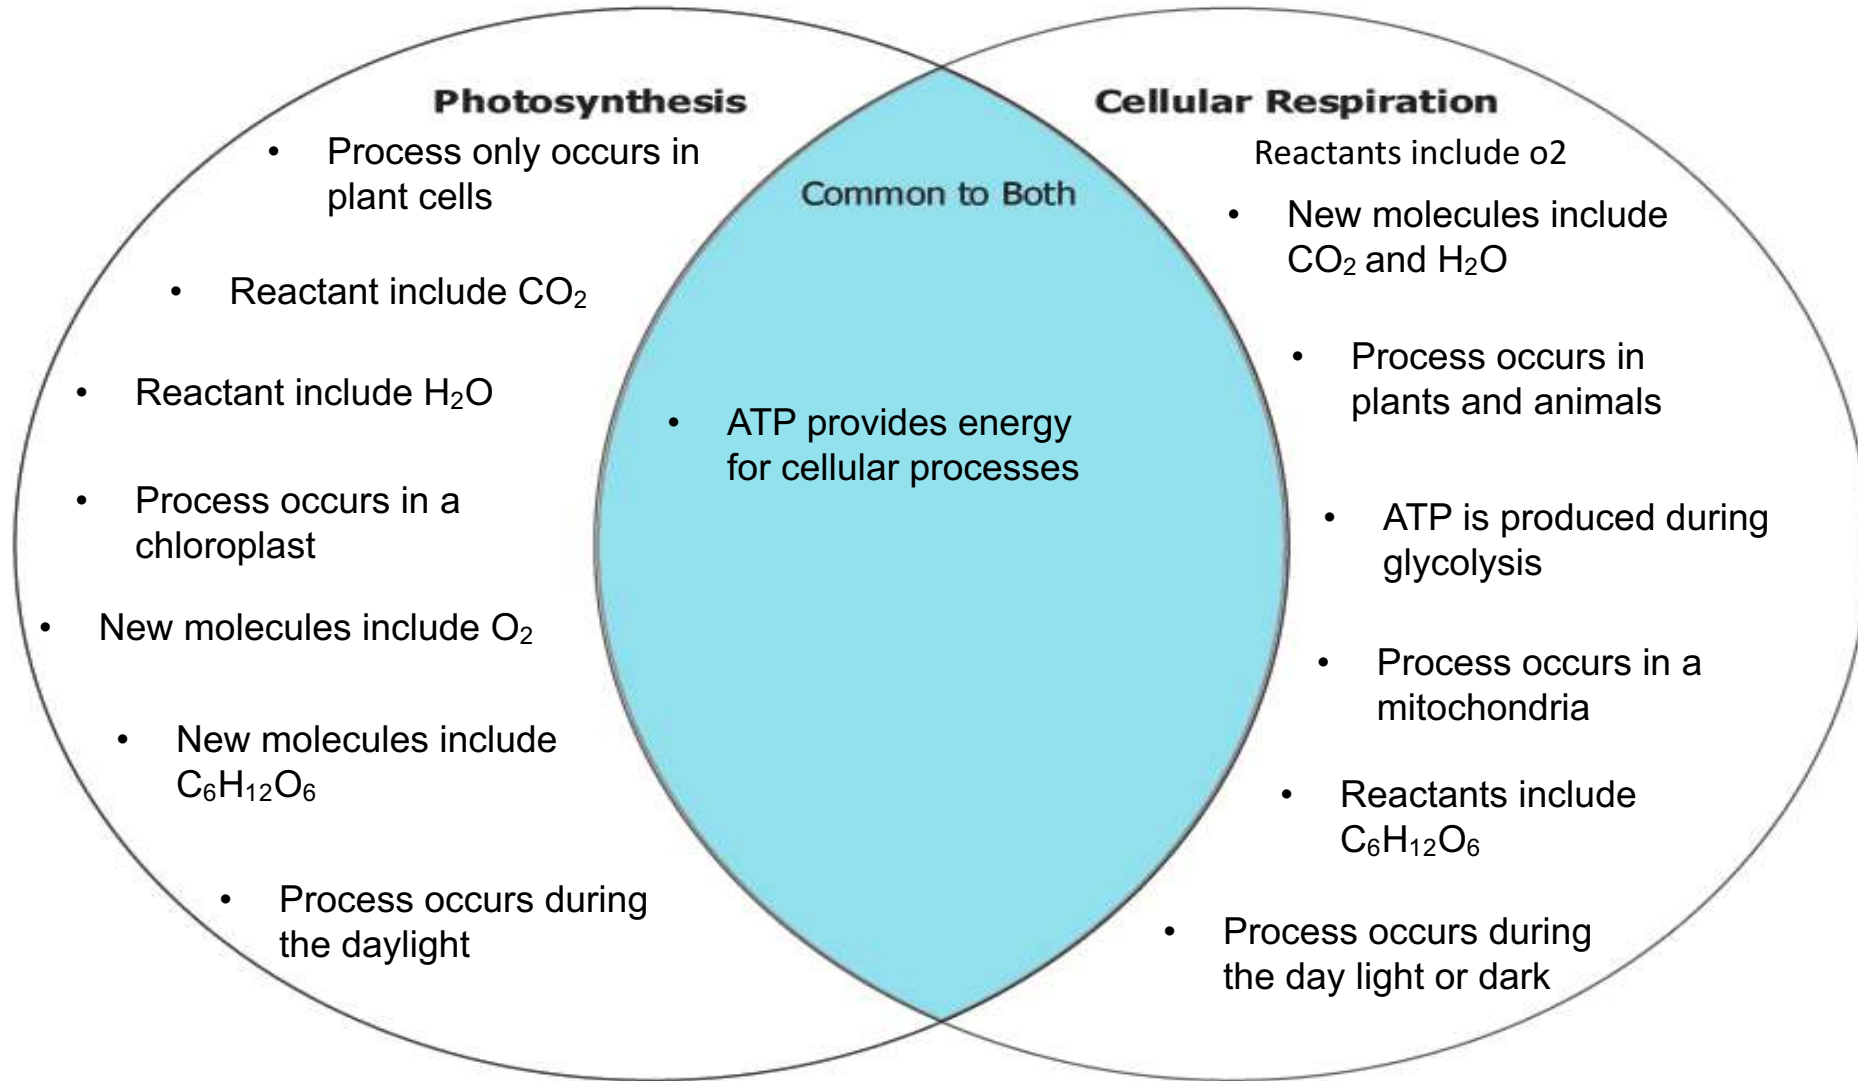 Photosynthesis
• Process only occurs in
plant cells
• Reactant include CO₂
• Reactant include H₂O
• Process occurs in a
chloroplast
• New molecules include O₂
• New molecules include
C₆H₁₂O₆
• Process occurs during
the daylight
Common to Both
• ATP provides energy
for cellular processes
Cellular Respiration
Reactants include o2
• New molecules include
CO₂ and H₂O
• Process occurs in
plants and animals
• ATP is produced during
glycolysis
• Process occurs in a
mitochondria
• Reactants include
C₆H₁₂O₆
• Process occurs during
the day light or dark